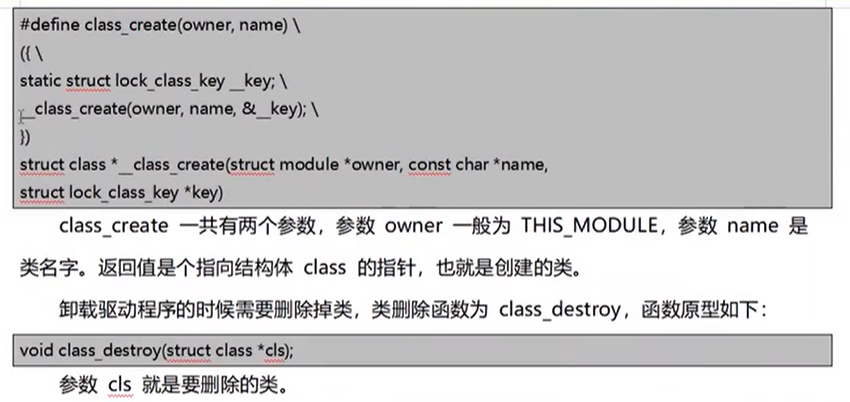 #define class_create(owner, name) \
({ \
static struct lock_class_key __key; \
__class_create(owner, name, &__key); \
})
struct class *__class_create(struct module *owner, const char *name,
struct lock_class_key *key)
class_create 一共有两个参数，参数 owner 一般为 THIS_MODULE，参数 name 是
类名字。返回值是个指向结构体 class 的指针，也就是创建的类。
卸载驱动程序的时候需要删除掉类，类删除函数为 class_destroy，函数原型如下：
void class_destroy(struct class *cls);
参数 cls 就是要删除的类。